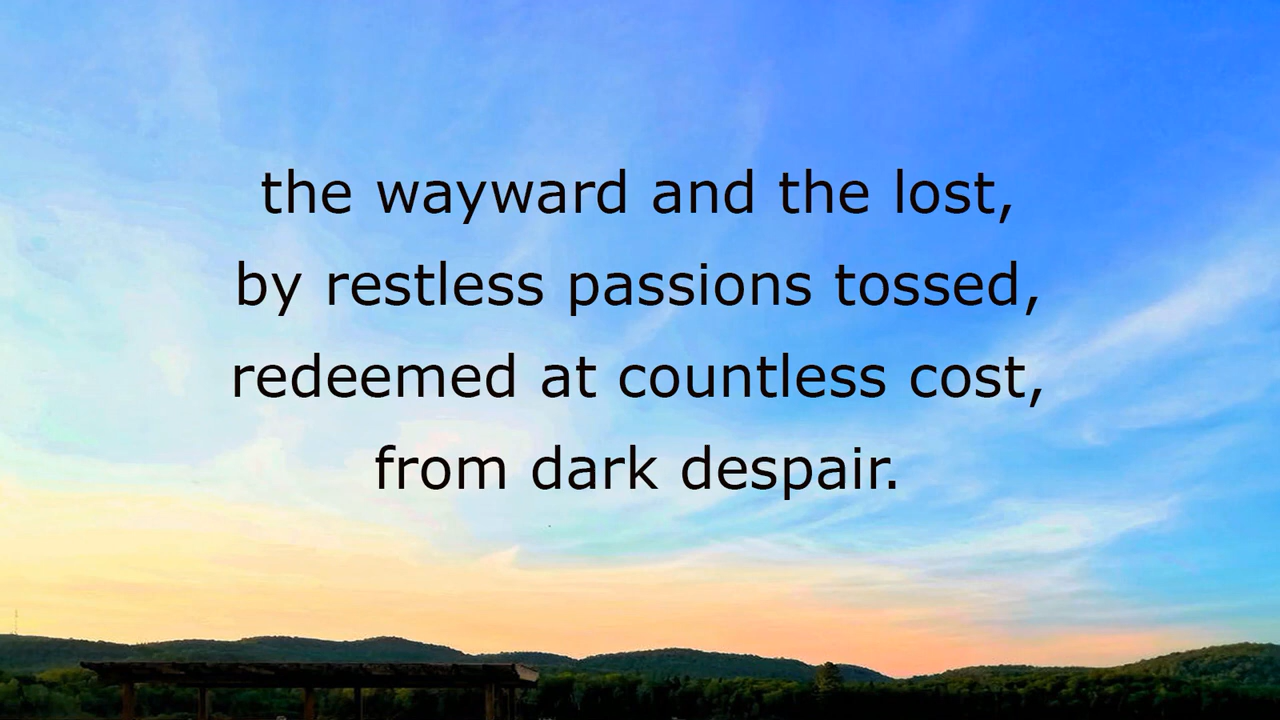 the wayward and the lost,
by restless passions tossed,
redeemed at countless cost,
from dark despair.